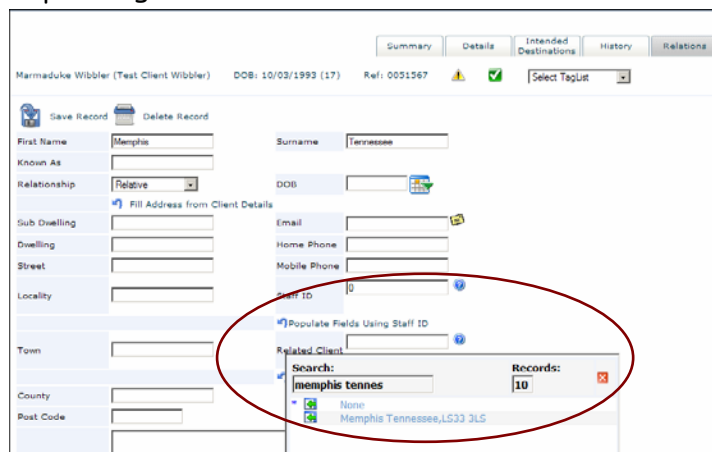 Summary Details Intended Destinations History Relations
Marmaduke Wibbler (Test Client Wibbler) DOB: 10/03/1993 (17) Ref: 0051567 Select TagList
Save Record Delete Record
First Name Memphis Surname Tennessee
Known As
Relationship Relative DOB
Fill Address from Client Details
Sub Dwelling Email
Dwelling Home Phone
Street Mobile Phone
Locality Staff ID 0
Populate Fields Using Staff ID
Town Related Client
Search: Records:
memphis tennes 10
County
* None
Memphis Tennessee,LS33 3LS
Post Code